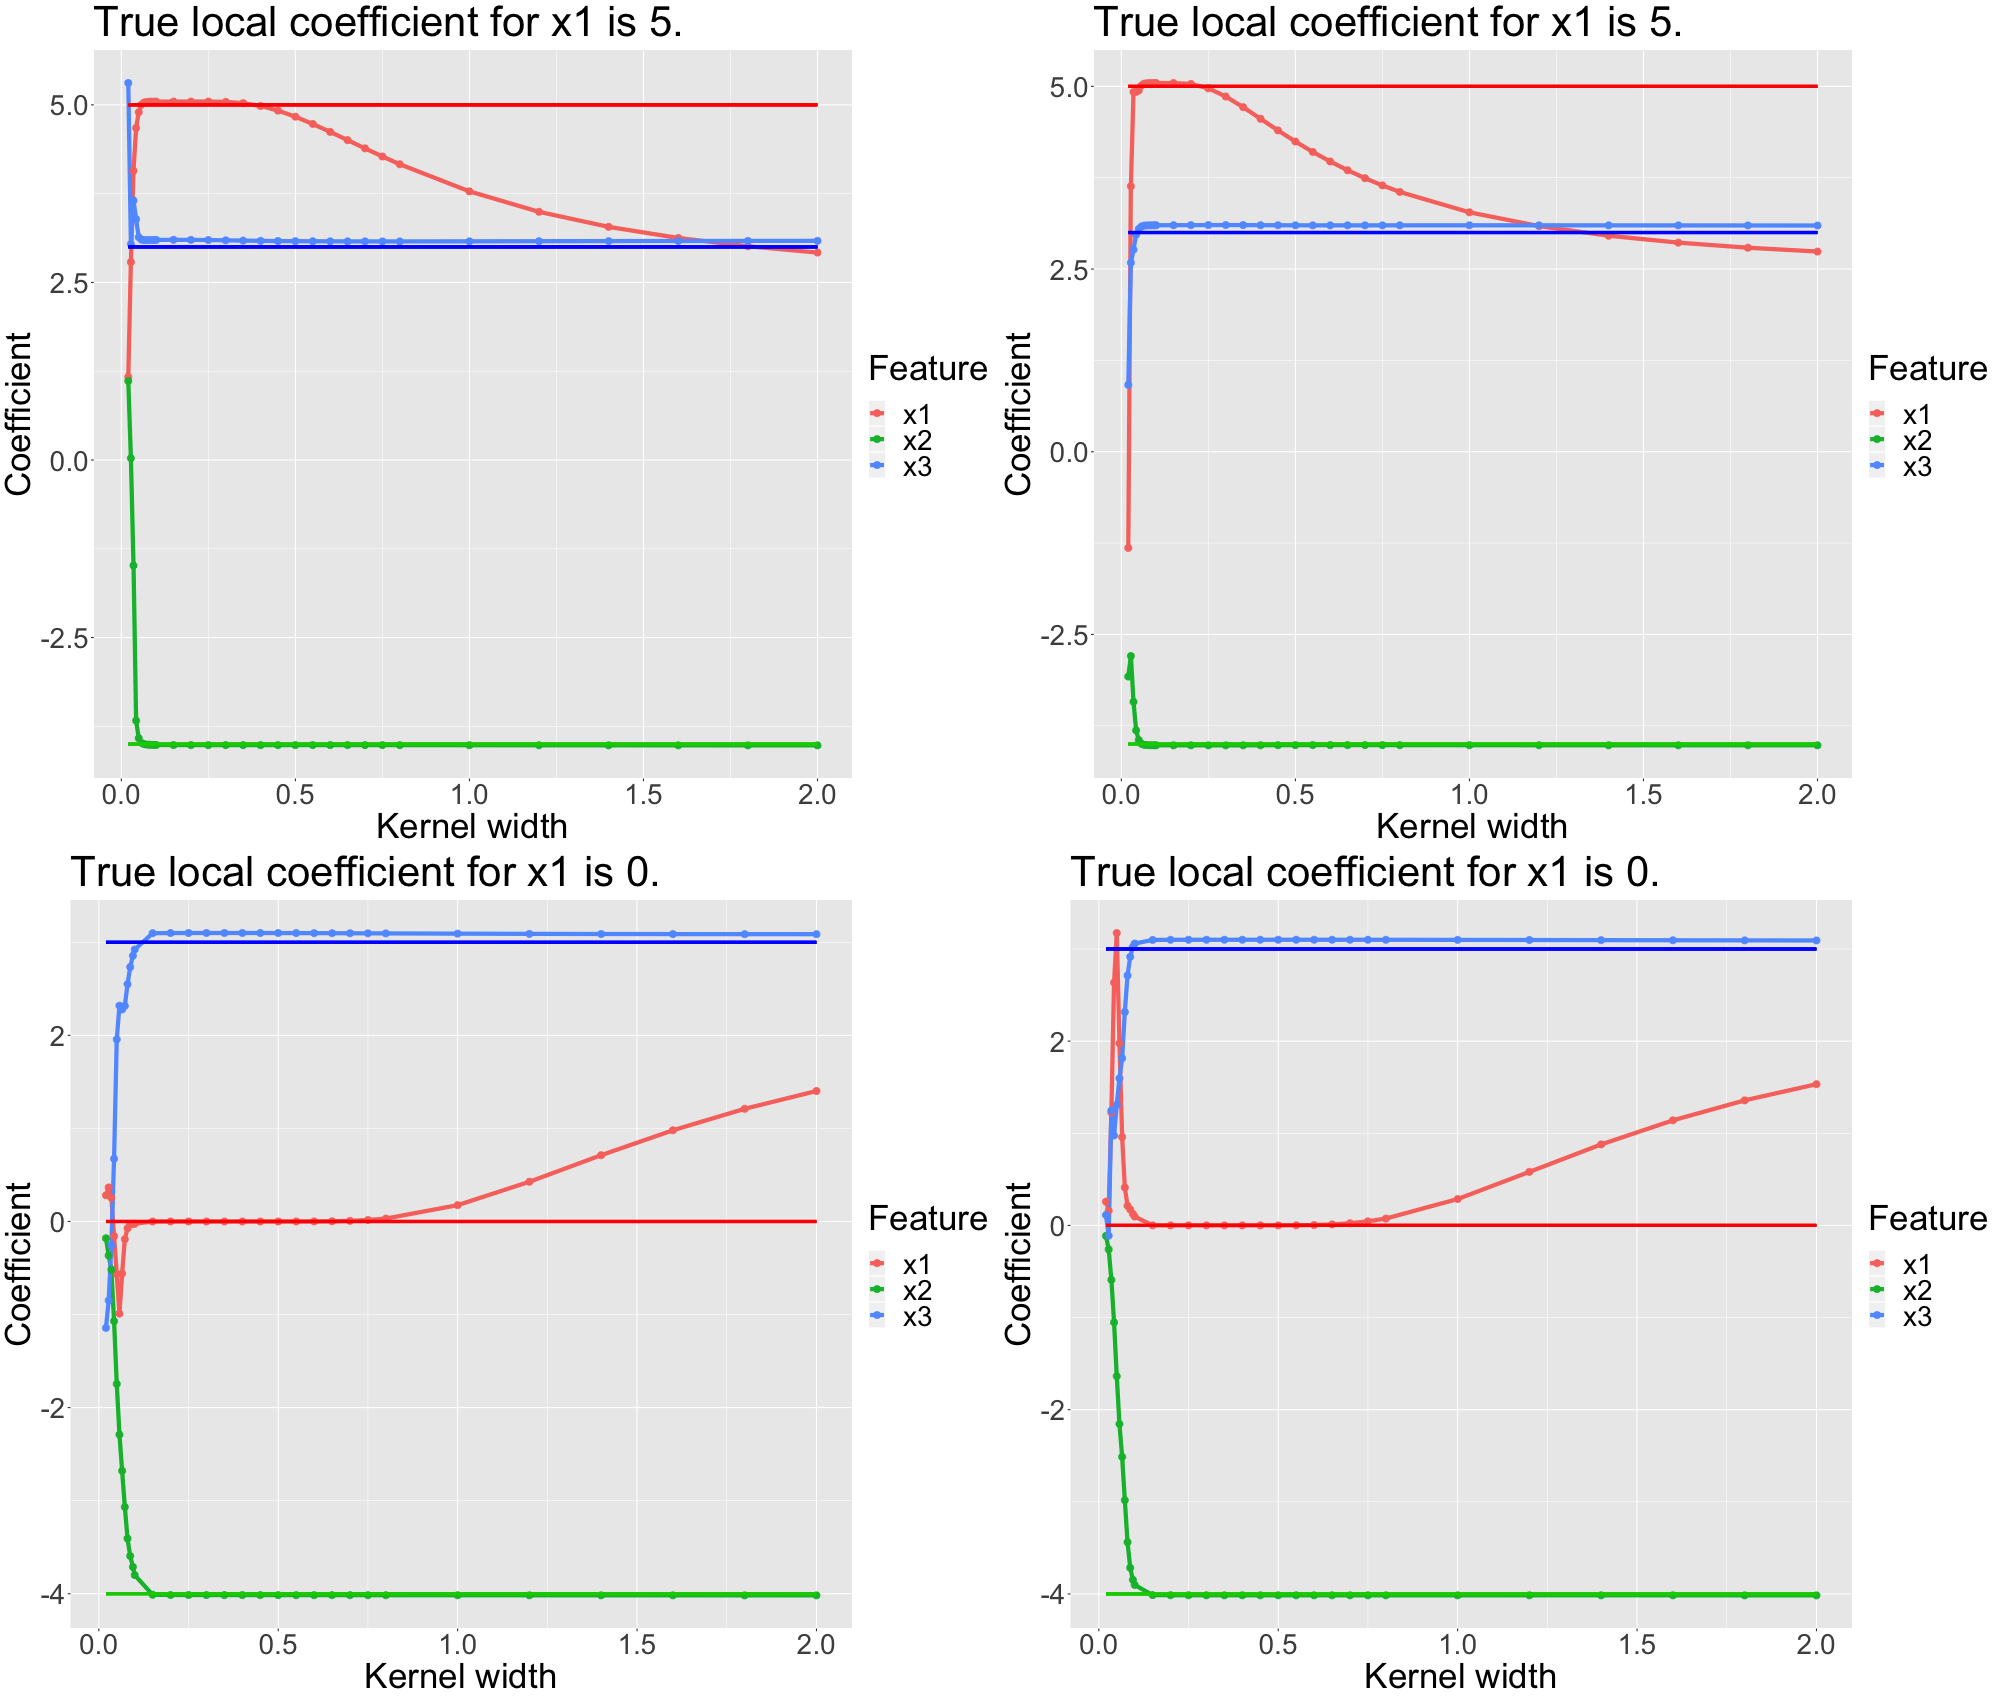 True local coefficient for x1 is 5.
5.0
2.5
0.0
-2.5
Coefficient
0.0 0.5 1.0 1.5 2.0
Kernel width
Feature
x1
x2
x3
True local coefficient for x1 is 5.
5.0
2.5
0.0
-2.5
Coefficient
0.0 0.5 1.0 1.5 2.0
Kernel width
Feature
x1
x2
x3
True local coefficient for x1 is 0.
2
0
-2
-4
Coefficient
0.0 0.5 1.0 1.5 2.0
Kernel width
Feature
x1
x2
x3
True local coefficient for x1 is 0.
2
0
-2
-4
Coefficient
0.0 0.5 1.0 1.5 2.0
Kernel width
Feature
x1
x2
x3